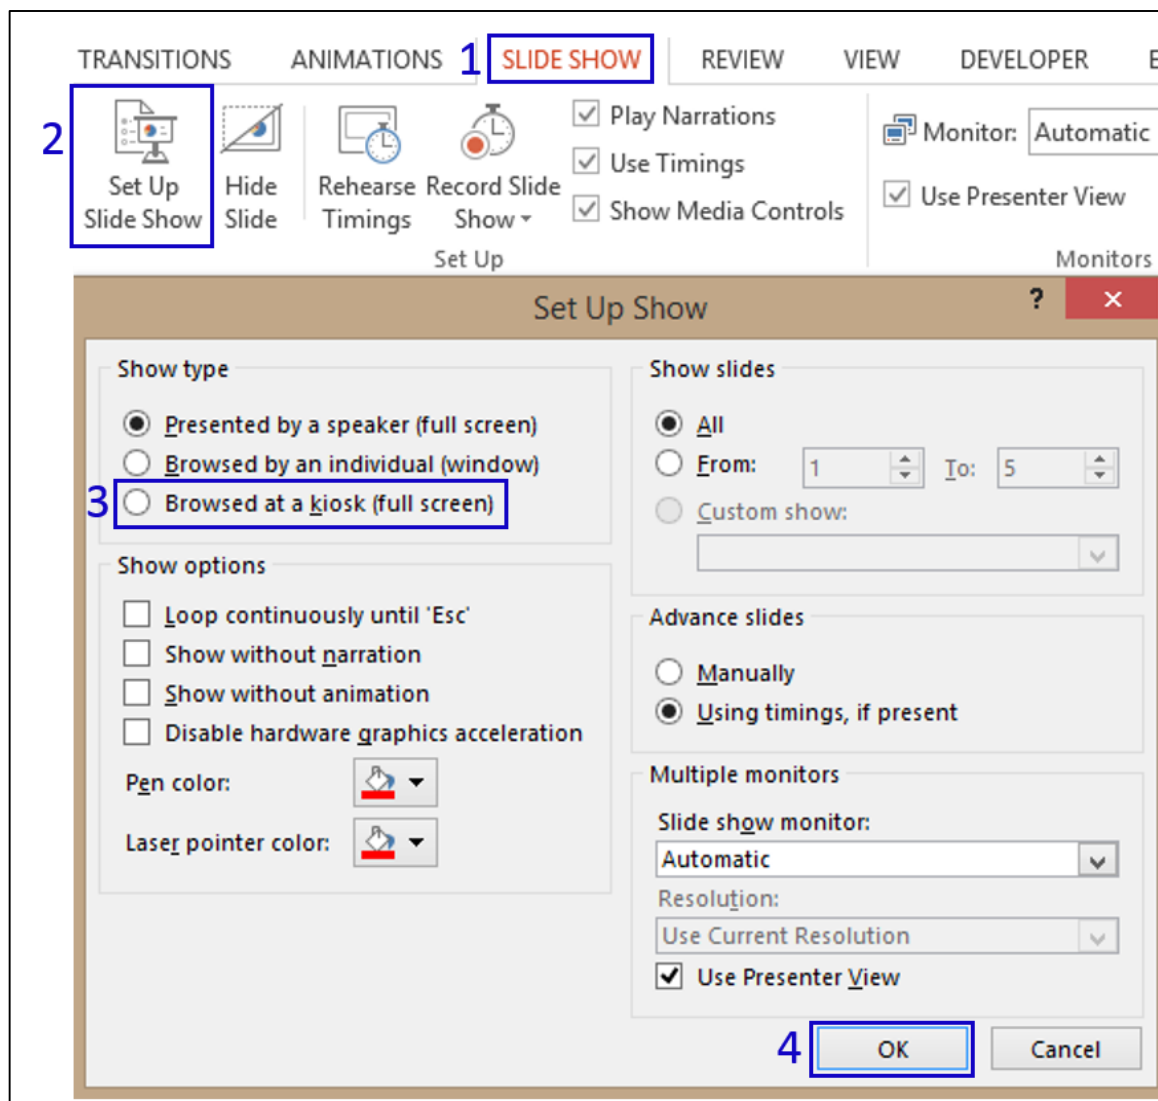 TRANSITIONS ANIMATIONS 1 SLIDE SHOW REVIEW VIEW DEVELOPER
2 Set Up Slide Show
Hide Slide
Rehearse Timings
Record Slide Show
Play Narrations
Use Timings
Show Media Controls
Set Up
Monitor: Automatic
Use Presenter View
Monitors
Set Up Show ?
Show type
Presented by a speaker (full screen)
Browsed by an individual (window)
3 Browsed at a kiosk (full screen)
Show options
Loop continuously until 'Esc'
Show without narration
Show without animation
Disable hardware graphics acceleration
Pen color:
Laser pointer color:
Show slides
All
From: 1 To: 5
Custom show:
Advance slides
Manually
Using timings, if present
Multiple monitors
Slide show monitor:
Automatic
Resolution:
Use Current Resolution
Use Presenter View
4 OK Cancel